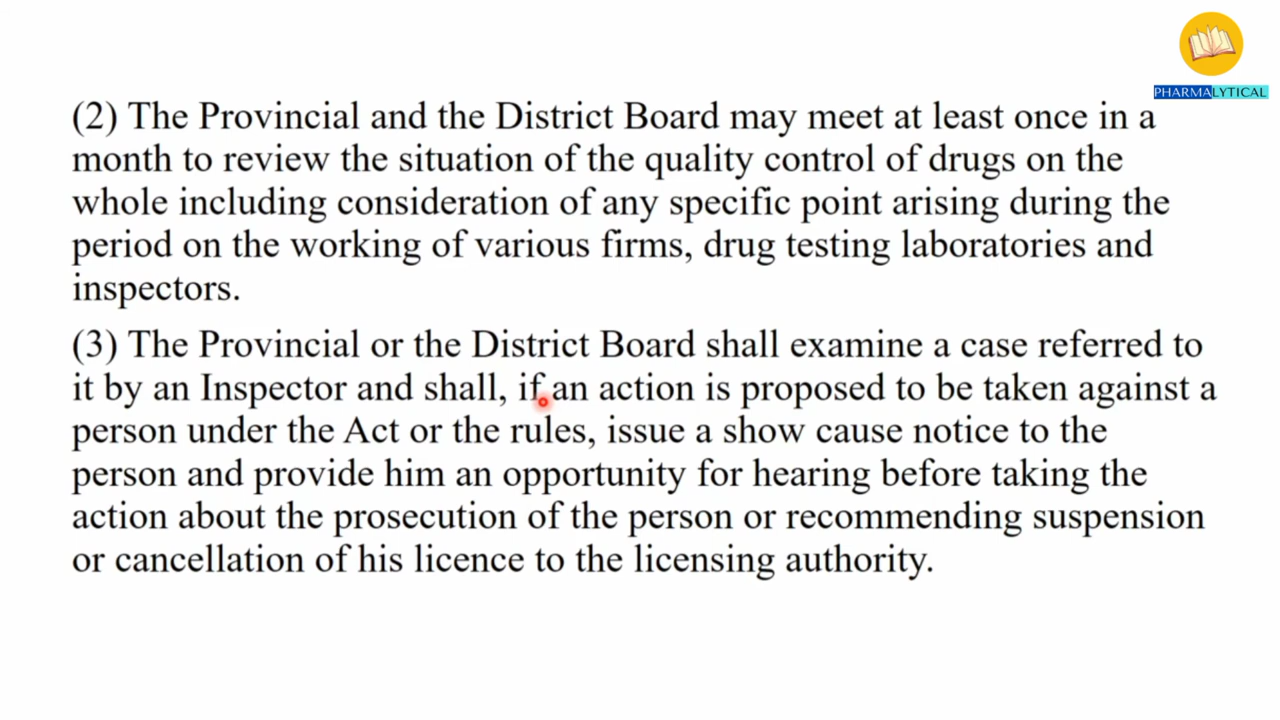 PHARMALYTICAL
(2) The Provincial and the District Board may meet at least once in a
month to review the situation of the quality control of drugs on the
whole including consideration of any specific point arising during the
period on the working of various firms, drug testing laboratories and
inspectors.
(3) The Provincial or the District Board shall examine a case referred to
it by an Inspector and shall, if an action is proposed to be taken against a
person under the Act or the rules, issue a show cause notice to the
person and provide him an opportunity for hearing before taking the
action about the prosecution of the person or recommending suspension
or cancellation of his licence to the licensing authority.